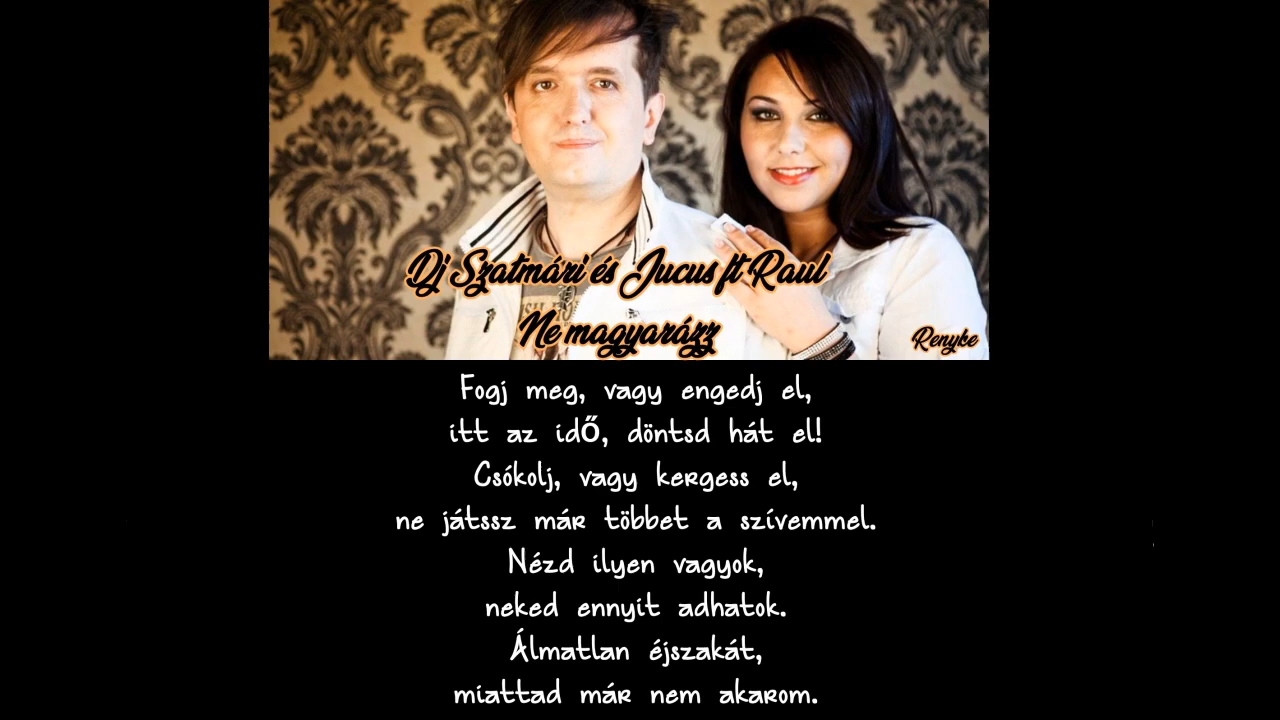 Dj Szatmári és Jucus ft Raul
Ne magyarázz
Renyke
Fogj meg, vagy engedj el,
itt az idő, döntsd hát el!
Csókolj, vagy kergess el,
ne játssz már többet a szívemmel.
Nézd ilyen vagyok,
neked ennyit adhatok.
Álmatlan éjszakát,
miattad már nem akarom.